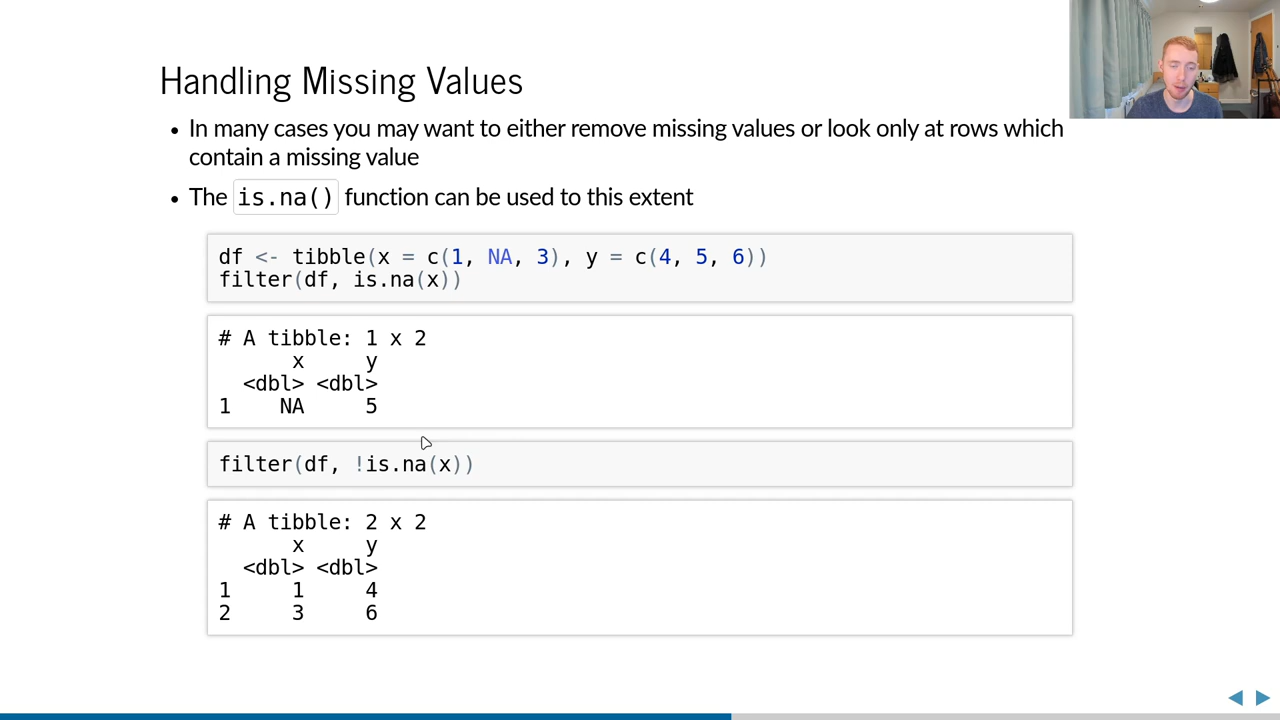 Handling Missing Values
• In many cases you may want to either remove missing values or look only at rows which
contain a missing value
• The is.na() function can be used to this extent
df <- tibble(x = c(1, NA, 3), y = c(4, 5, 6))
filter(df, is.na(x))
# A tibble: 1 x 2
x y
<dbl> <dbl>
1 NA 5
filter(df, !is.na(x))
# A tibble: 2 x 2
x y
<dbl> <dbl>
1 1 4
2 3 6